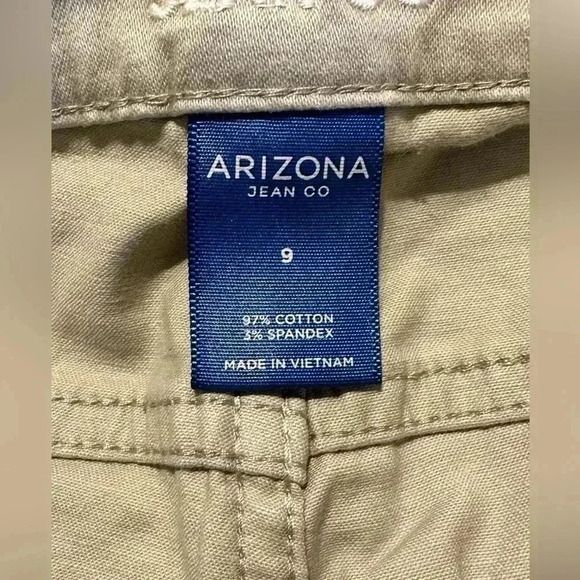 ARIZONA
JEAN CO
9
97% COTTON
3% SPANDEX
MADE IN VIETNAM